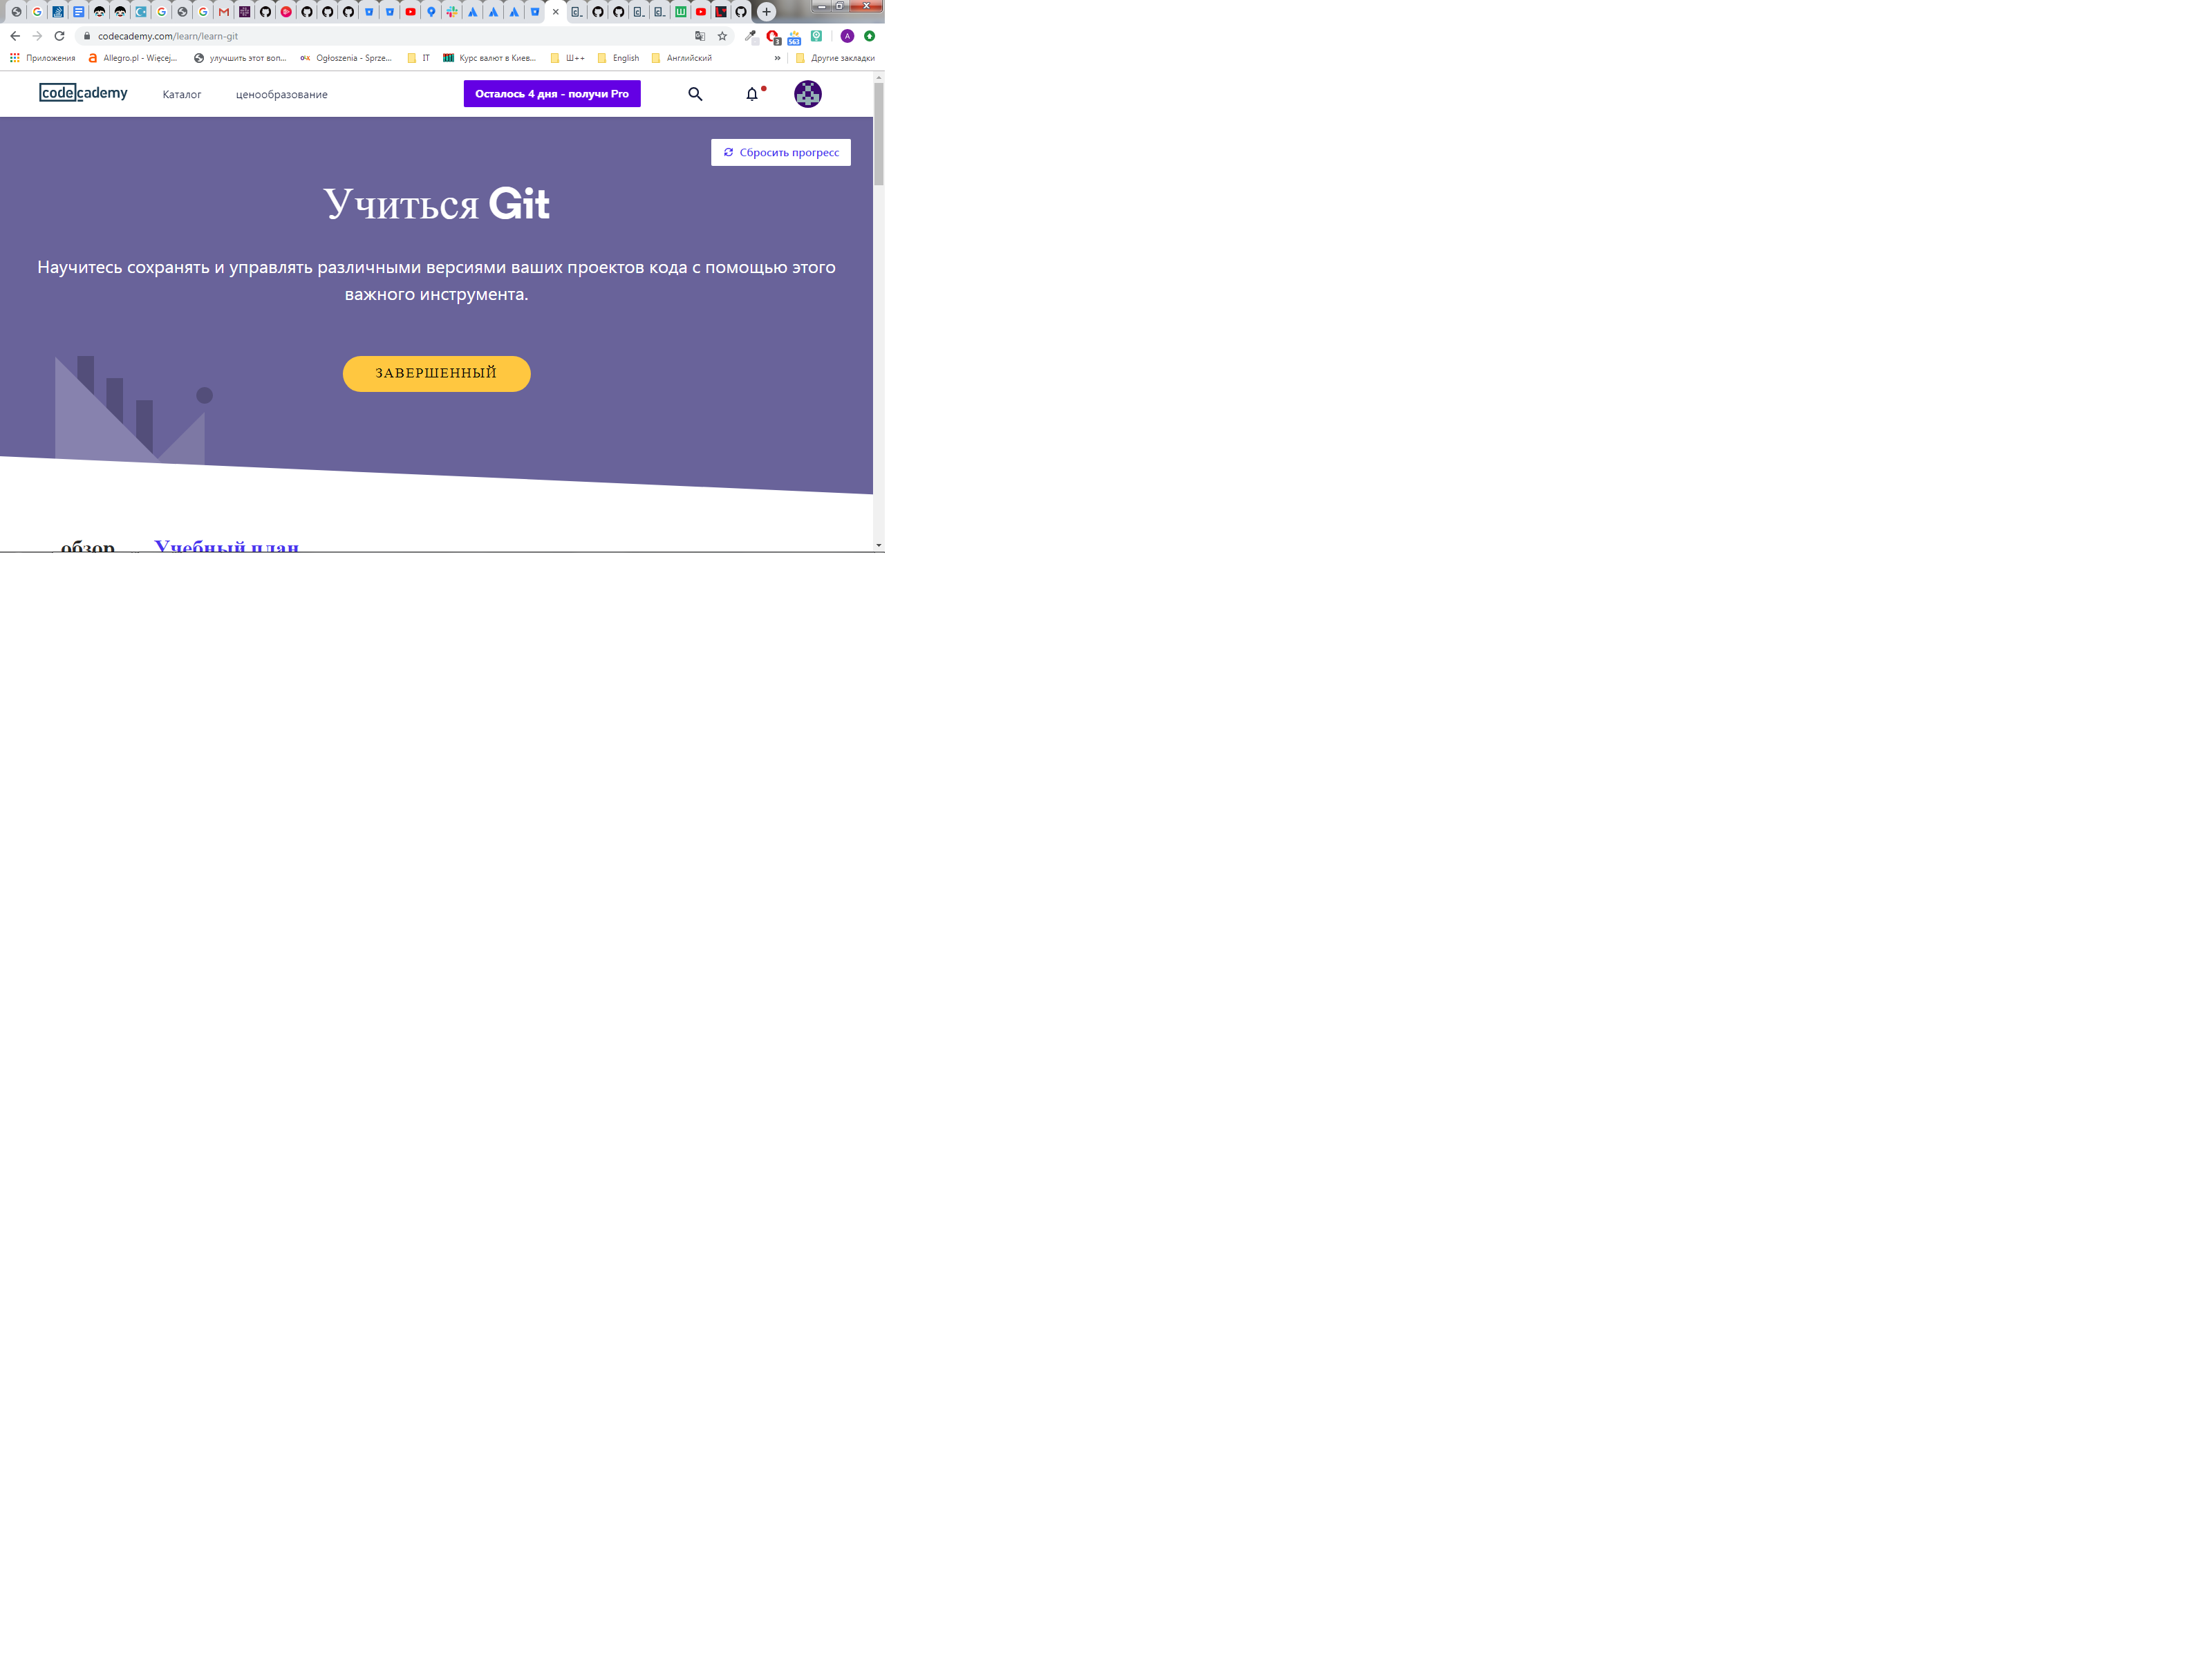 codecademy.com/learn/learn-git
3
563
A
Приложения
Allegro.pl - Więcej...
улучшить этот воп...
Ogłoszenia - Sprze...
IT
Курс валют в Киев...
Ш++
English
Английский
»
Другие закладки
codecademy
Каталог
ценообразование
Осталось 4 дня - получи Pro
Сбросить прогресс
Учиться Git
Научитесь сохранять и управлять различными версиями ваших проектов кода с помощью этого
важного инструмента.
ЗАВЕРШЕННЫЙ
обзор
Учебный план